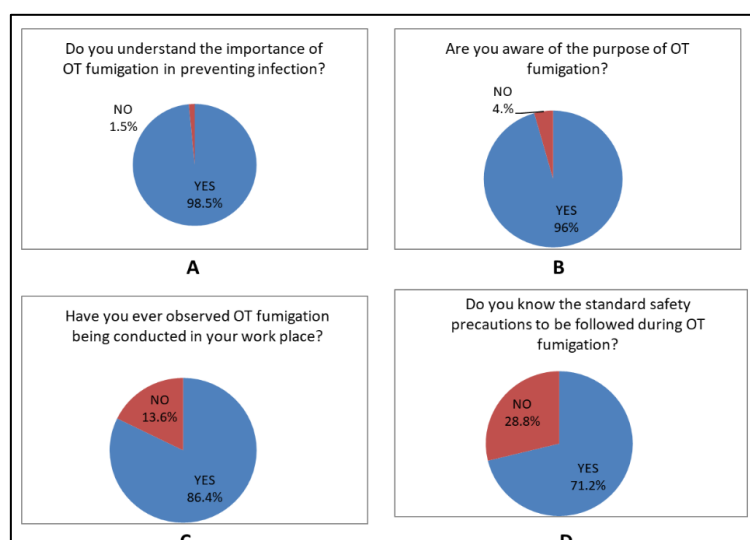 Do you understand the importance of
OT fumigation in preventing infection?
NO
1.5%
YES
98.5%
A
Are you aware of the purpose of OT
fumigation?
NO
4.%
YES
96%
B
Have you ever observed OT fumigation
being conducted in your work place?
NO
13.6%
YES
86.4%
C
Do you know the standard safety
precautions to be followed during OT
fumigation?
NO
28.8%
YES
71.2%
D